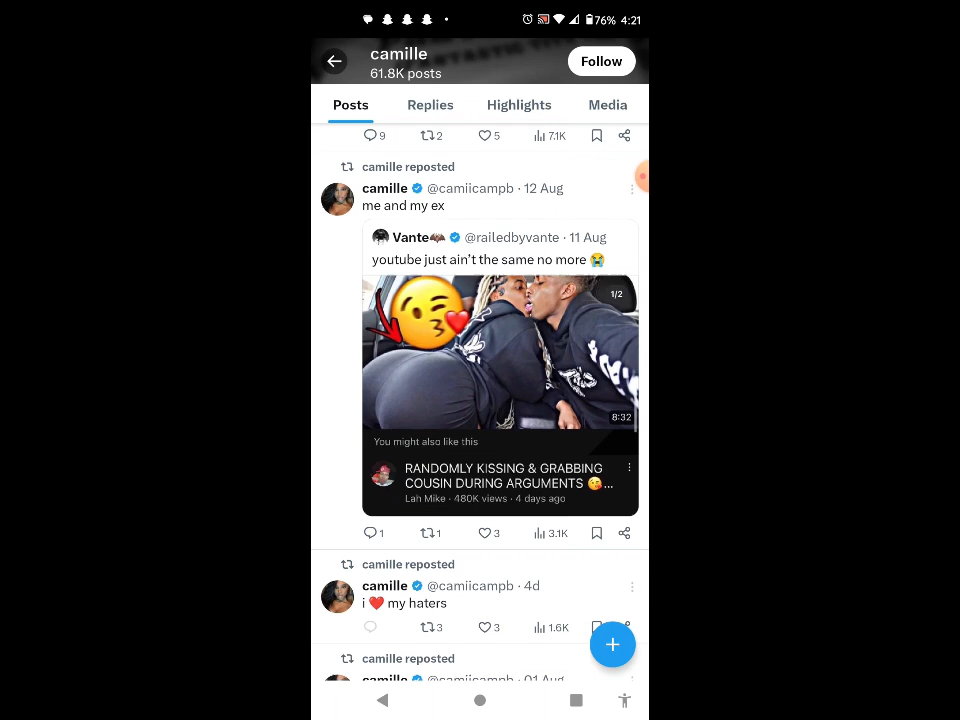 76% 4:21
camille
61.8K posts
Follow
Posts Replies Highlights Media
9 2 5 7.1K
camille reposted
camille @camiicampb · 12 Aug
me and my ex
Vante🦇 @railedbyvante · 11 Aug
youtube just ain't the same no more 😭
1/2
8:32
You might also like this
RANDOMLY KISSING & GRABBING
COUSIN DURING ARGUMENTS 😘...
Lah Mike · 480K views · 4 days ago
1 1 3 3.1K
camille reposted
camille @camiicampb · 4d
i ❤️ my haters
3 3 1.6K
camille reposted
camille @camiicampb · 01 Aug